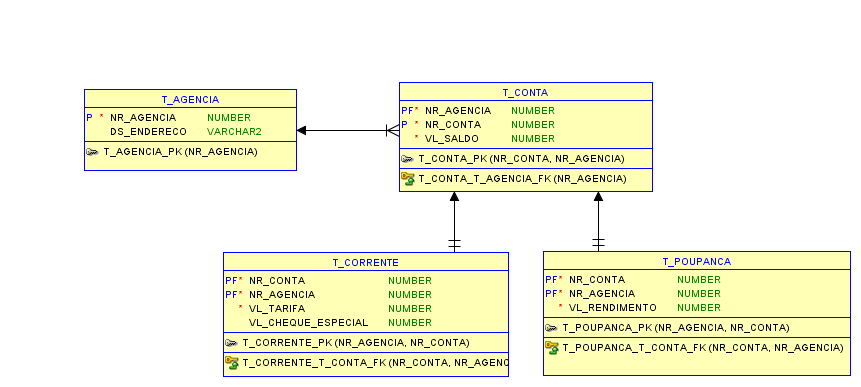 T_AGENCIA
P * NR_AGENCIA NUMBER
DS_ENDERECO VARCHAR2
T_AGENCIA_PK (NR_AGENCIA)
T_CONTA
PF* NR_AGENCIA NUMBER
P * NR_CONTA NUMBER
* VL_SALDO NUMBER
T_CONTA_PK (NR_CONTA, NR_AGENCIA)
T_CONTA_T_AGENCIA_FK (NR_AGENCIA)
T_CORRENTE
PF* NR_CONTA NUMBER
PF* NR_AGENCIA NUMBER
* VL_TARIFA NUMBER
VL_CHEQUE_ESPECIAL NUMBER
T_CORRENTE_PK (NR_AGENCIA, NR_CONTA)
T_CORRENTE_T_CONTA_FK (NR_CONTA, NR_AGENC
T_POUPANCA
PF* NR_CONTA NUMBER
PF* NR_AGENCIA NUMBER
* VL_RENDIMENTO NUMBER
T_POUPANCA_PK (NR_AGENCIA, NR_CONTA)
T_POUPANCA_T_CONTA_FK (NR_CONTA, NR_AGENCIA)